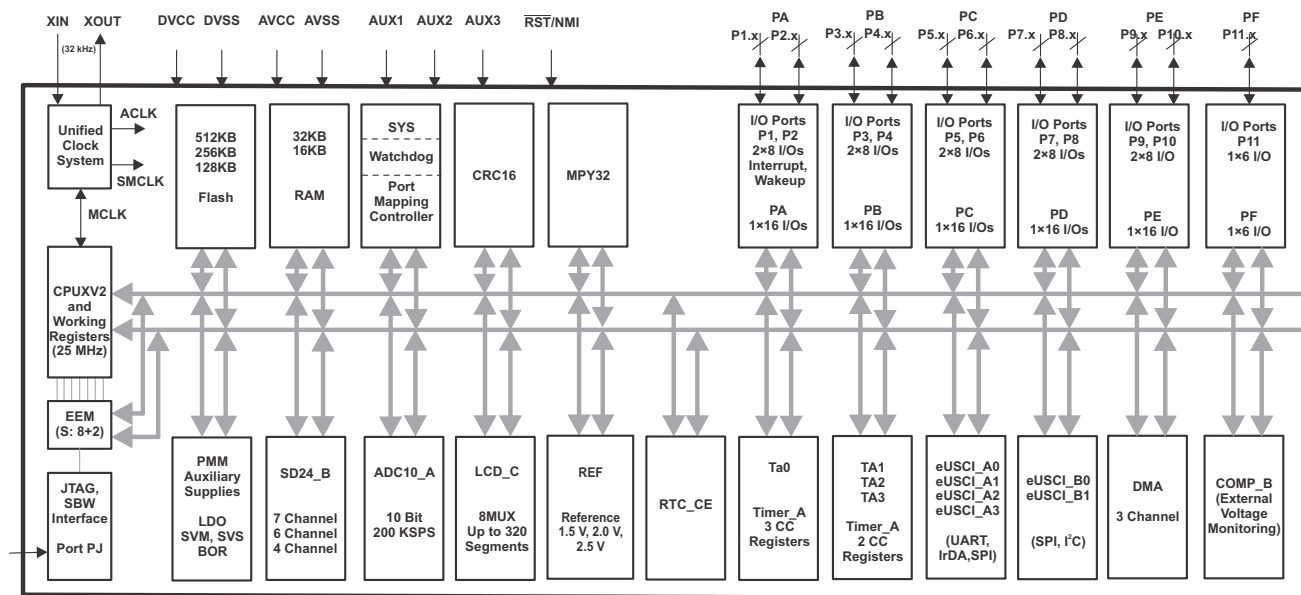 XIN XOUT DVCC DVSS AVCC AVSS AUX1 AUX2 AUX3 RST/NMI PA PB PC PD PE PF
P1.x P2.x P3.x P4.x P5.x P6.x P7.x P8.x P9.x P10.x P11.x
(32 kHz)
Unified
Clock
System
ACLK
SMCLK
MCLK
512KB
256KB
128KB
Flash
32KB
16KB
RAM
SYS
Watchdog
Port
Mapping
Controller
CRC16
MPY32
I/O Ports
P1, P2
2×8 I/Os
Interrupt,
Wakeup
PA
1×16 I/Os
I/O Ports
P3, P4
2×8 I/Os
PB
1×16 I/Os
I/O Ports
P5, P6
2×8 I/Os
PC
1×16 I/Os
I/O Ports
P7, P8
2×8 I/Os
PD
1×16 I/Os
I/O Ports
P9, P10
2×8 I/O
PE
1×16 I/O
I/O Ports
P11
1×6 I/O
PF
1×6 I/O
CPUXV2
and
Working
Registers
(25 MHz)
EEM
(S: 8+2)
JTAG,
SBW
Interface
Port PJ
PMM
Auxiliary
Supplies
LDO
SVM, SVS
BOR
SD24_B
7 Channel
6 Channel
4 Channel
ADC10_A
10 Bit
200 KSPS
LCD_C
8MUX
Up to 320
Segments
REF
Reference
1.5 V, 2.0 V,
2.5 V
RTC_CE
Ta0
Timer_A
3 CC
Registers
TA1
TA2
TA3
Timer_A
2 CC
Registers
eUSCI_A0
eUSCI_A1
eUSCI_A2
eUSCI_A3
(UART,
IrDA,SPI)
eUSCI_B0
eUSCI_B1
(SPI, I²C)
DMA
3 Channel
COMP_B
(External
Voltage
Monitoring)